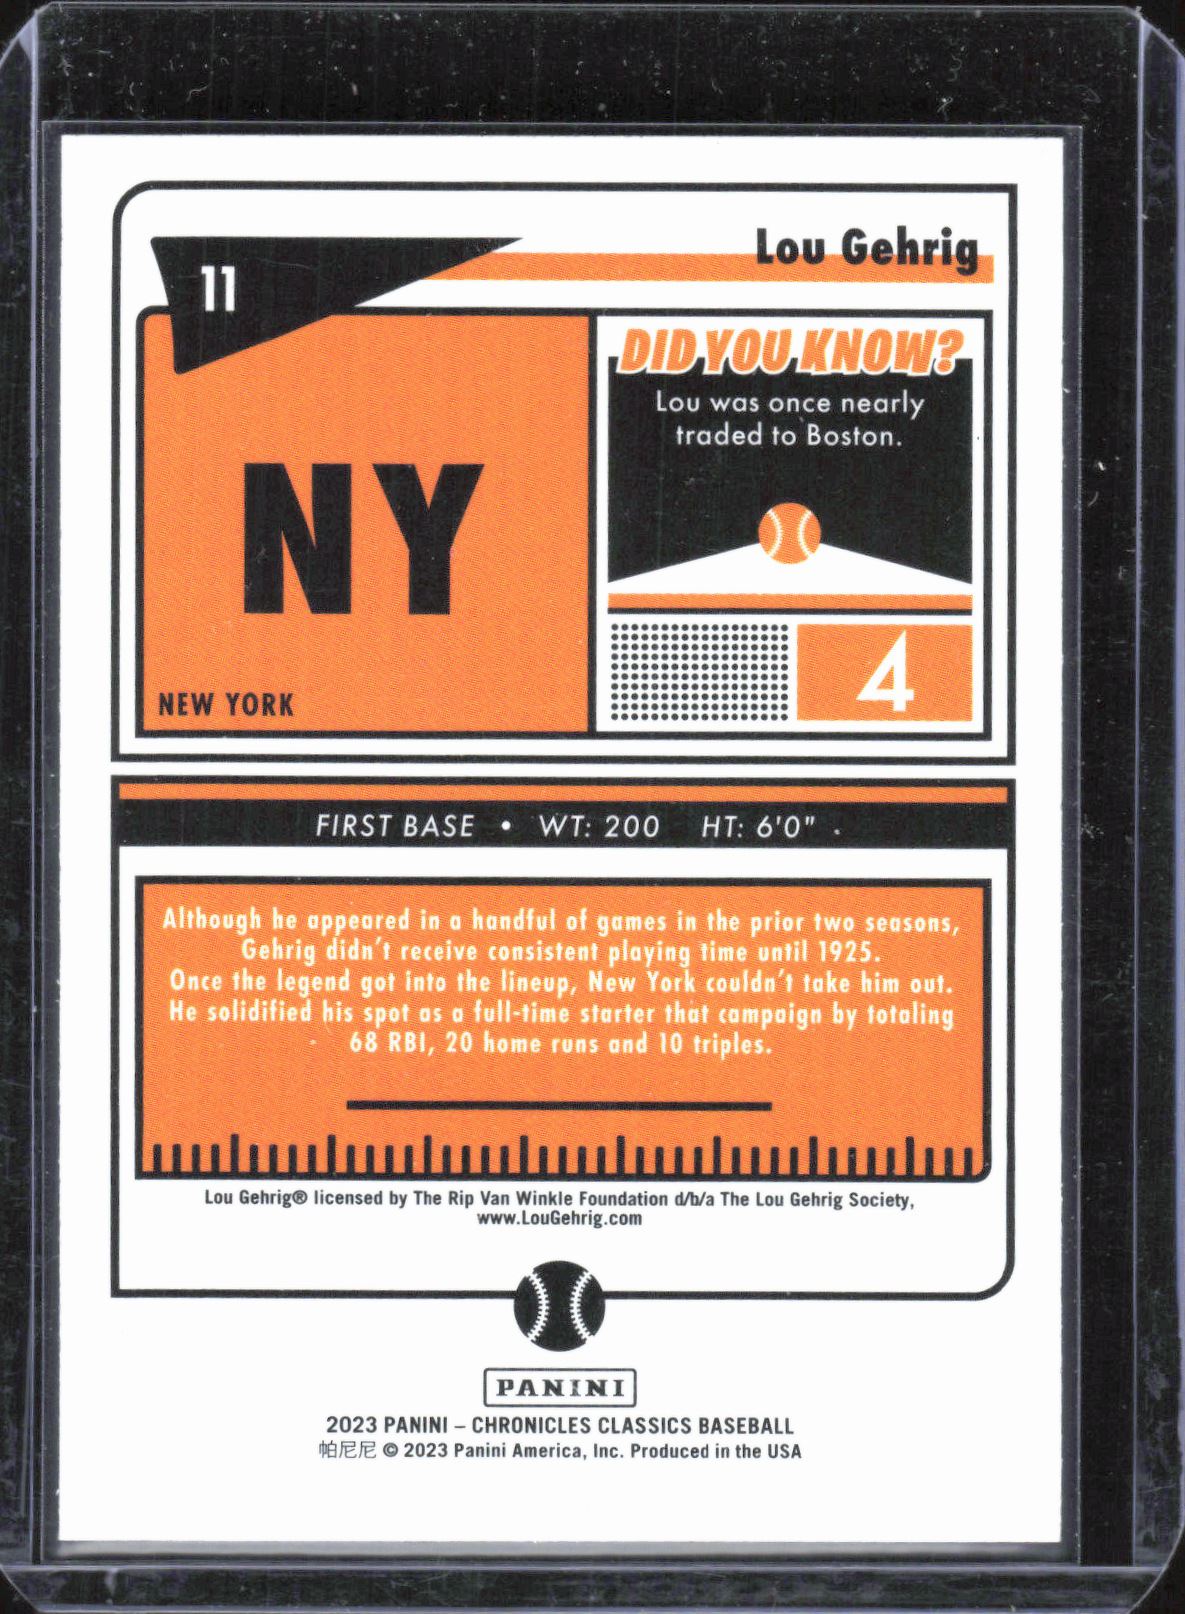 11
Lou Gehrig
DID YOU KNOW?
Lou was once nearly
traded to Boston.
NY
NEW YORK
4
FIRST BASE • WT: 200 HT: 6'0"
Although he appeared in a handful of games in the prior two seasons,
Gehrig didn't receive consistent playing time until 1925.
Once the legend got into the lineup, New York couldn't take him out.
He solidified his spot as a full-time starter that campaign by totaling
68 RBI, 20 home runs and 10 triples.
Lou Gehrig® licensed by The Rip Van Winkle Foundation d/b/a The Lou Gehrig Society,
www.LouGehrig.com
PANINI
2023 PANINI – CHRONICLES CLASSICS BASEBALL
帕尼尼 © 2023 Panini America, Inc. Produced in the USA